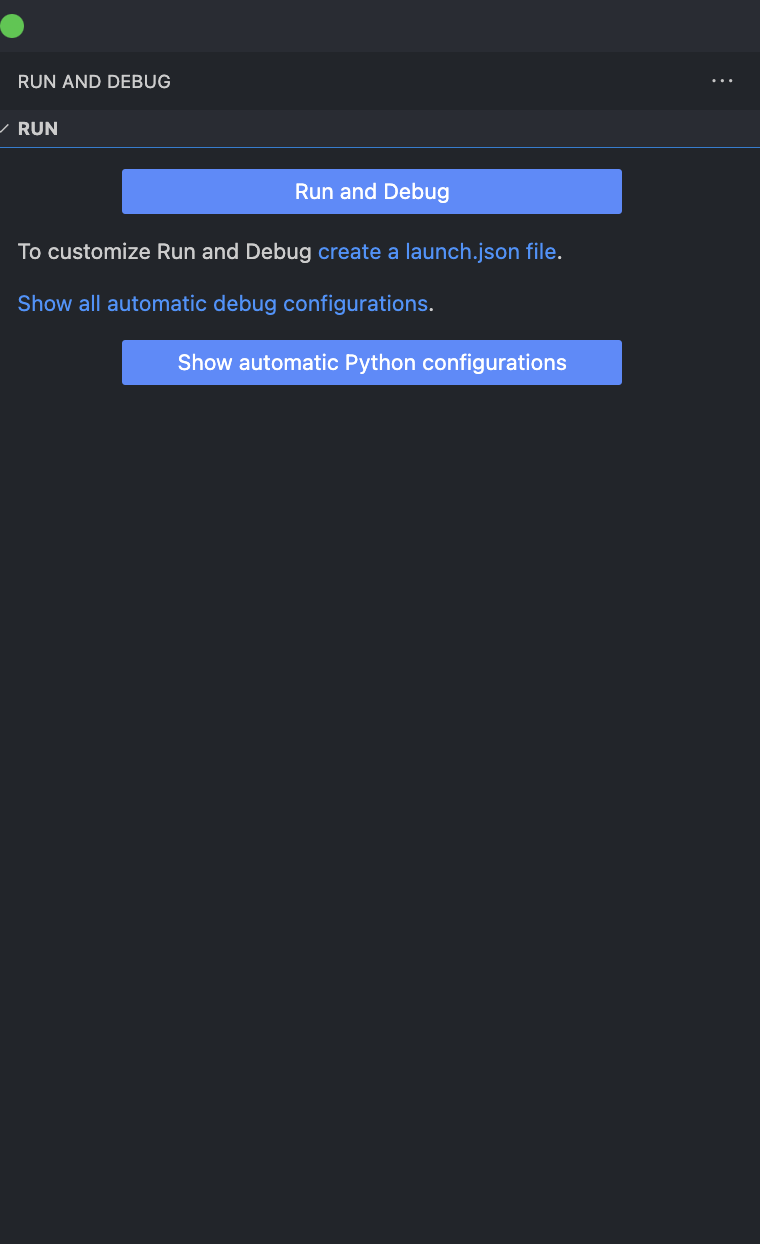 RUN AND DEBUG
RUN
Run and Debug
To customize Run and Debug create a launch.json file.
Show all automatic debug configurations.
Show automatic Python configurations